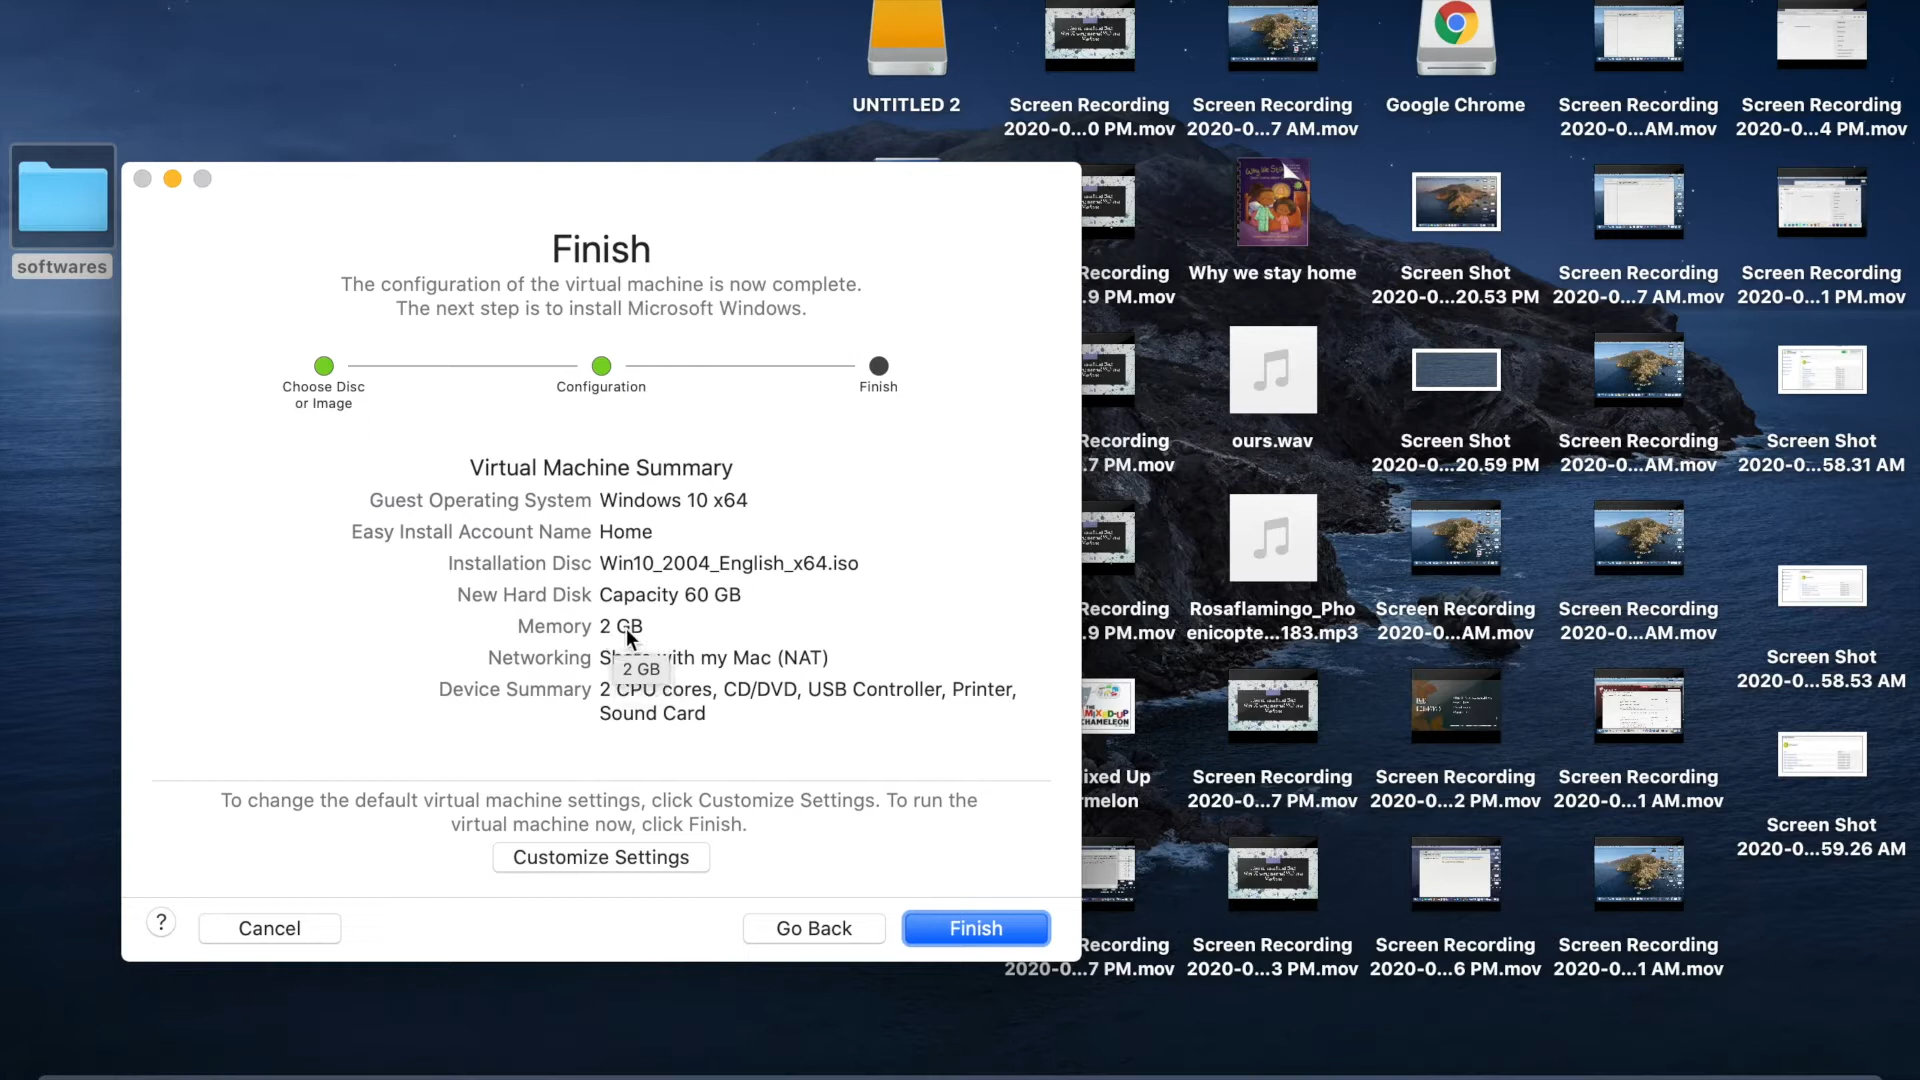 UNTITLED 2
Screen Recording
2020-0...0 PM.mov
Screen Recording
2020-0...7 AM.mov
Google Chrome
Screen Recording
2020-0...AM.mov
Screen Recording
2020-0...4 PM.mov
softwares
Recording
.9 PM.mov
Why we stay home
Screen Shot
2020-0...20.53 PM
Screen Recording
2020-0...7 AM.mov
Screen Recording
2020-0...1 PM.mov
Recording
.7 PM.mov
ours.wav
Screen Shot
2020-0...20.59 PM
Screen Recording
2020-0...AM.mov
Screen Shot
2020-0...58.31 AM
Recording
.9 PM.mov
Rosaflamingo_Pho
enicopte...183.mp3
Screen Recording
2020-0...AM.mov
Screen Recording
2020-0...AM.mov
Screen Shot
2020-0...58.53 AM
MIXED-UP
CHAMELEON
ixed Up
melon
Screen Recording
2020-0...7 PM.mov
Screen Recording
2020-0...2 PM.mov
Screen Recording
2020-0...1 AM.mov
Screen Shot
2020-0...59.26 AM
Recording
2020-0...7 PM.mov
Screen Recording
2020-0...3 PM.mov
Screen Recording
2020-0...6 PM.mov
Screen Recording
2020-0...1 AM.mov
Finish
The configuration of the virtual machine is now complete.
The next step is to install Microsoft Windows.
Choose Disc
or Image
Configuration
Finish
Virtual Machine Summary
Guest Operating System Windows 10 x64
Easy Install Account Name Home
Installation Disc Win10_2004_English_x64.iso
New Hard Disk Capacity 60 GB
Memory 2 GB
Networking Share with my Mac (NAT)
2 GB
Device Summary 2 CPU cores, CD/DVD, USB Controller, Printer,
Sound Card
To change the default virtual machine settings, click Customize Settings. To run the
virtual machine now, click Finish.
Customize Settings
? Cancel Go Back Finish